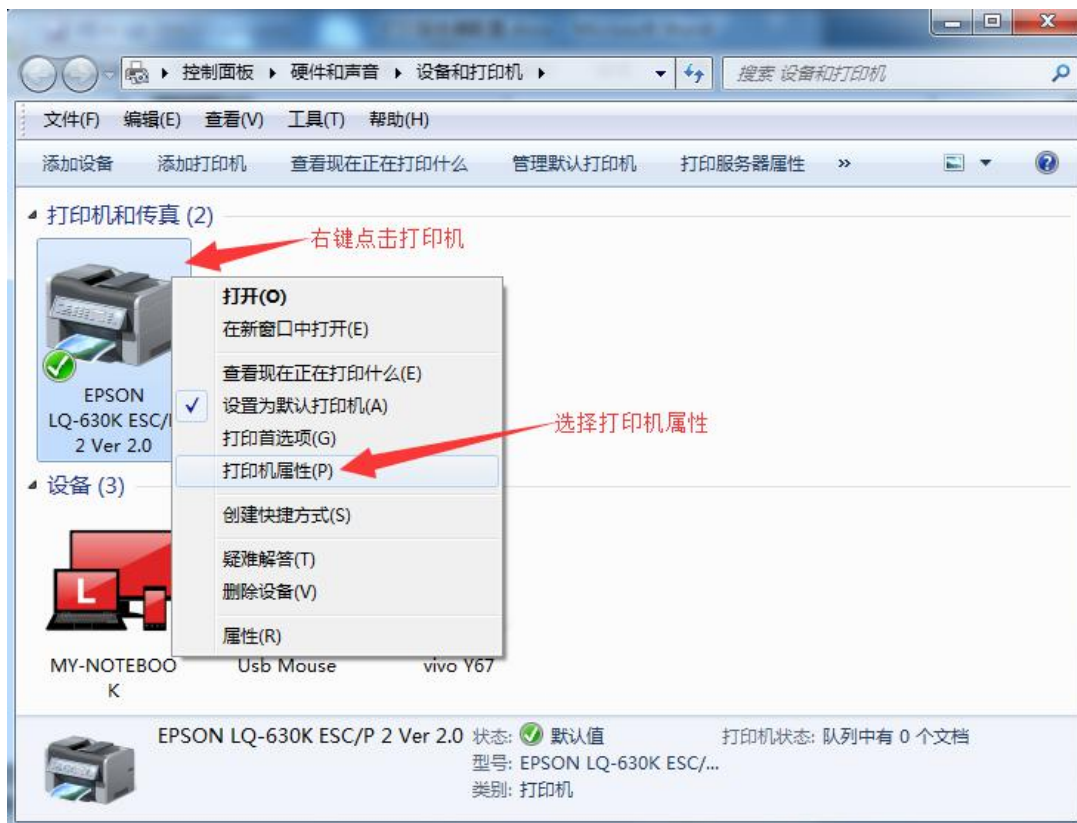 控制面板 ▸ 硬件和声音 ▸ 设备和打印机 ▸
搜索 设备和打印机
文件(F) 编辑(E) 查看(V) 工具(T) 帮助(H)
添加设备 添加打印机 查看现在正在打印什么 管理默认打印机 打印服务器属性 »
打印机和传真 (2)
右键点击打印机
打开(O)
在新窗口中打开(E)
查看现在正在打印什么(E)
设置为默认打印机(A)
打印首选项(G)
打印机属性(P)
选择打印机属性
创建快捷方式(S)
疑难解答(T)
删除设备(V)
属性(R)
EPSON
LQ-630K ESC/
2 Ver 2.0
设备 (3)
L
MY-NOTEBOO
K
Usb Mouse
vivo Y67
EPSON LQ-630K ESC/P 2 Ver 2.0 状态: 默认值 打印机状态: 队列中有 0 个文档
型号: EPSON LQ-630K ESC/...
类别: 打印机